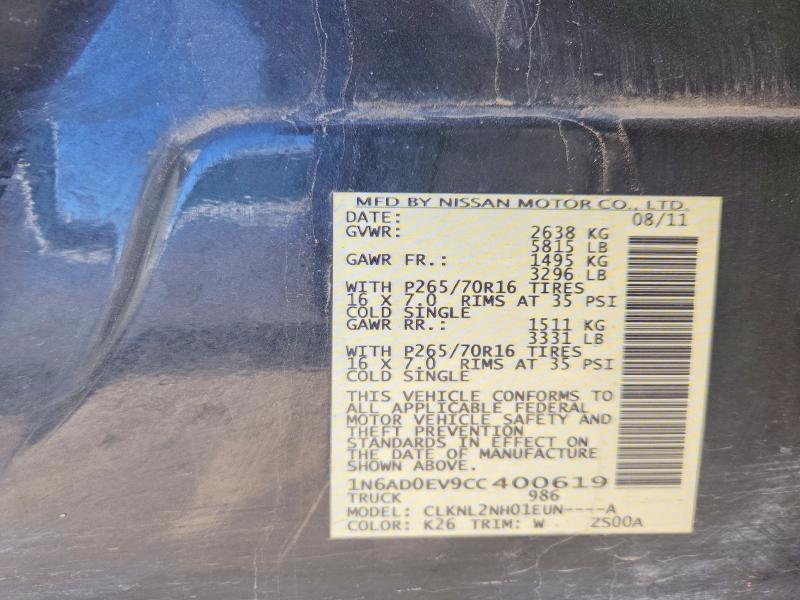 MFD BY NISSAN MOTOR CO., LTD.
DATE: 08/11
GVWR: 2638 KG
5815 LB
GAWR FR.: 1495 KG
3296 LB
WITH P265/70R16 TIRES
16 X 7.0 RIMS AT 35 PSI
COLD SINGLE
GAWR RR.: 1511 KG
3331 LB
WITH P265/70R16 TIRES
16 X 7.0 RIMS AT 35 PSI
COLD SINGLE
THIS VEHICLE CONFORMS TO
ALL APPLICABLE FEDERAL
MOTOR VEHICLE SAFETY AND
THEFT PREVENTION
STANDARDS IN EFFECT ON
THE DATE OF MANUFACTURE
SHOWN ABOVE.
1N6AD0EV9CC400619
TRUCK 986
MODEL: CLKNL2NH01EUN----A
COLOR: K26 TRIM: W ZS00A